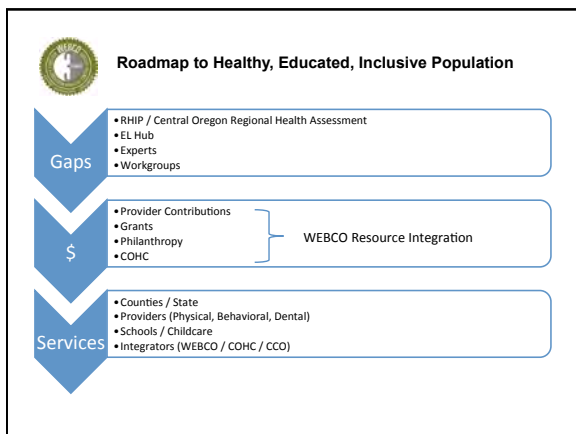 WEBCO
Roadmap to Healthy, Educated, Inclusive Population
Gaps
• RHIP / Central Oregon Regional Health Assessment
• EL Hub
• Experts
• Workgroups
$
• Provider Contributions
• Grants
• Philanthropy
• COHC
WEBCO Resource Integration
Services
• Counties / State
• Providers (Physical, Behavioral, Dental)
• Schools / Childcare
• Integrators (WEBCO / COHC / CCO)